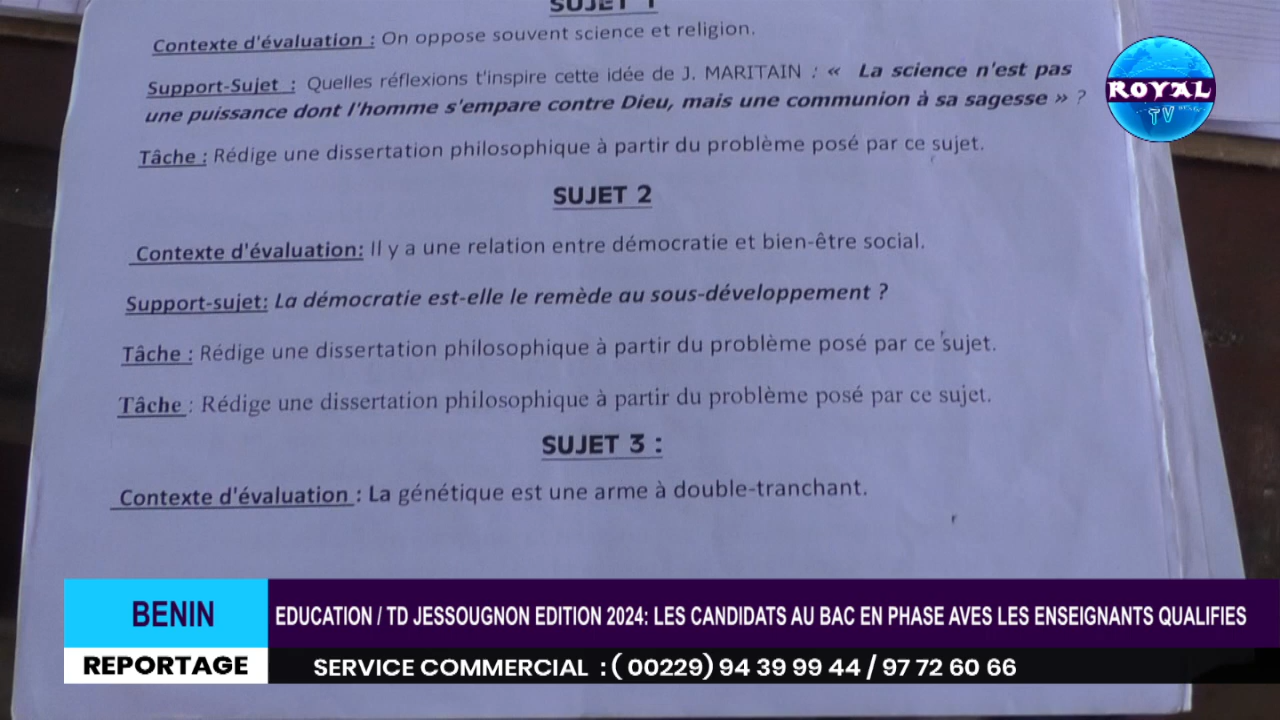 SUJET 1
Contexte d'évaluation : On oppose souvent science et religion.
Support-Sujet : Quelles réflexions t'inspire cette idée de J. MARITAIN : « La science n'est pas
une puissance dont l'homme s'empare contre Dieu, mais une communion à sa sagesse » ?
Tâche : Rédige une dissertation philosophique à partir du problème posé par ce sujet.
SUJET 2
Contexte d'évaluation: Il y a une relation entre démocratie et bien-être social.
Support-sujet: La démocratie est-elle le remède au sous-développement ?
Tâche : Rédige une dissertation philosophique à partir du problème posé par ce sujet.
Tâche : Rédige une dissertation philosophique à partir du problème posé par ce sujet.
SUJET 3 :
Contexte d'évaluation : La génétique est une arme à double-tranchant.
ROYAL
TV
BENIN
EDUCATION / TD JESSOUGNON EDITION 2024: LES CANDIDATS AU BAC EN PHASE AVES LES ENSEIGNANTS QUALIFIES
REPORTAGE
SERVICE COMMERCIAL : ( 00229) 94 39 99 44 / 97 72 60 66